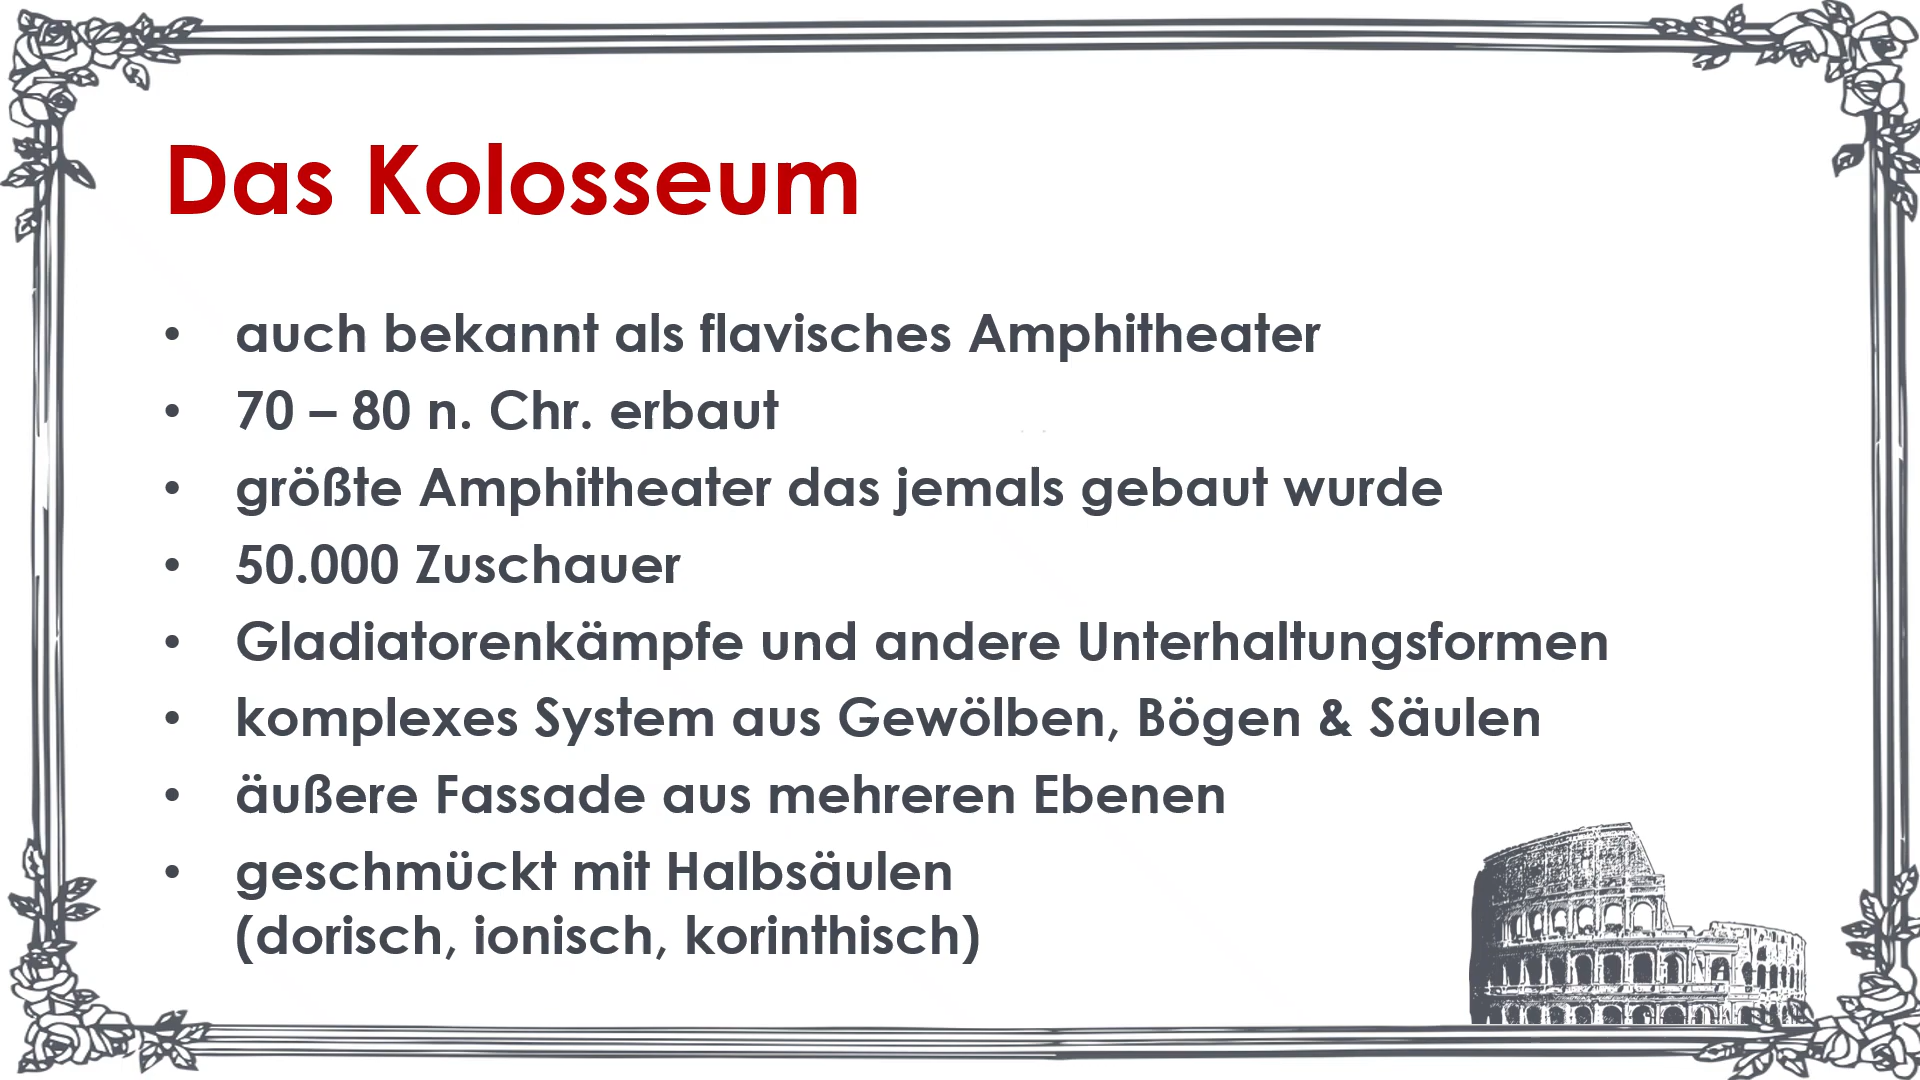 Das Kolosseum
• auch bekannt als flavisches Amphitheater
• 70 – 80 n. Chr. erbaut
• größte Amphitheater das jemals gebaut wurde
• 50.000 Zuschauer
• Gladiatorenkämpfe und andere Unterhaltungsformen
• komplexes System aus Gewölben, Bögen & Säulen
• äußere Fassade aus mehreren Ebenen
• geschmückt mit Halbsäulen
(dorisch, ionisch, korinthisch)